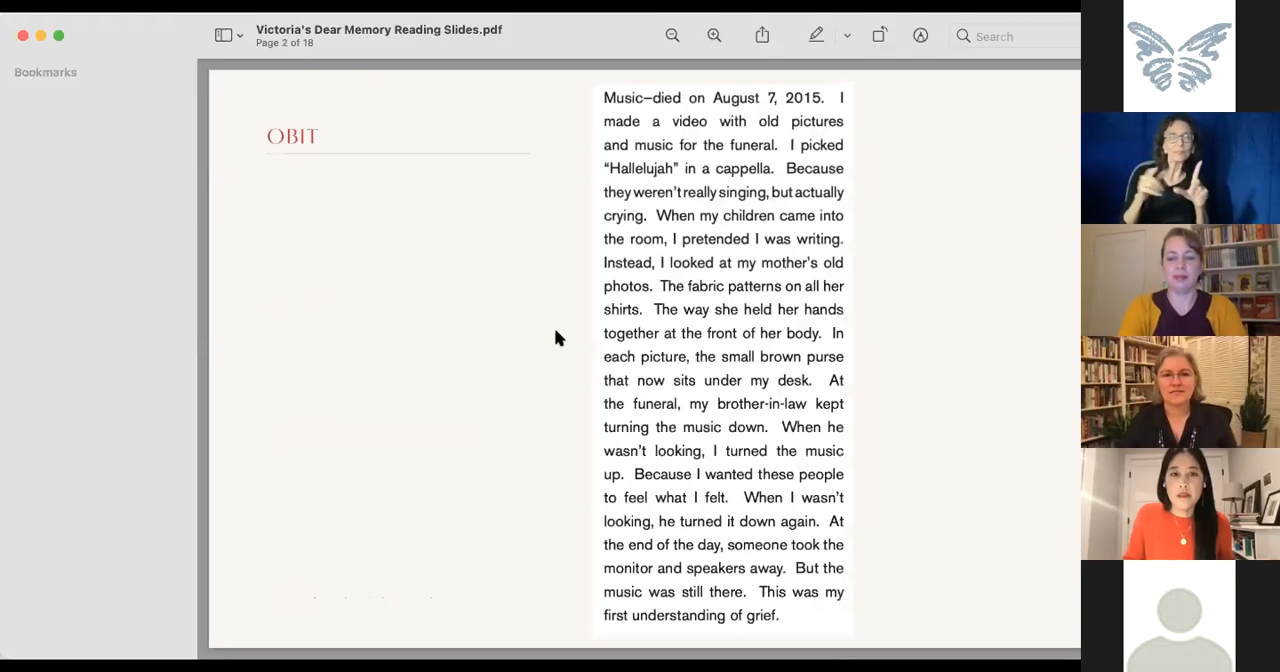 Victoria's Dear Memory Reading Slides.pdf
Page 2 of 18
Search
Bookmarks
OBIT
Music—died on August 7, 2015. I
made a video with old pictures
and music for the funeral. I picked
“Hallelujah” in a cappella. Because
they weren’t really singing, but actually
crying. When my children came into
the room, I pretended I was writing.
Instead, I looked at my mother’s old
photos. The fabric patterns on all her
shirts. The way she held her hands
together at the front of her body. In
each picture, the small brown purse
that now sits under my desk. At
the funeral, my brother-in-law kept
turning the music down. When he
wasn’t looking, I turned the music
up. Because I wanted these people
to feel what I felt. When I wasn’t
looking, he turned it down again. At
the end of the day, someone took the
monitor and speakers away. But the
music was still there. This was my
first understanding of grief.